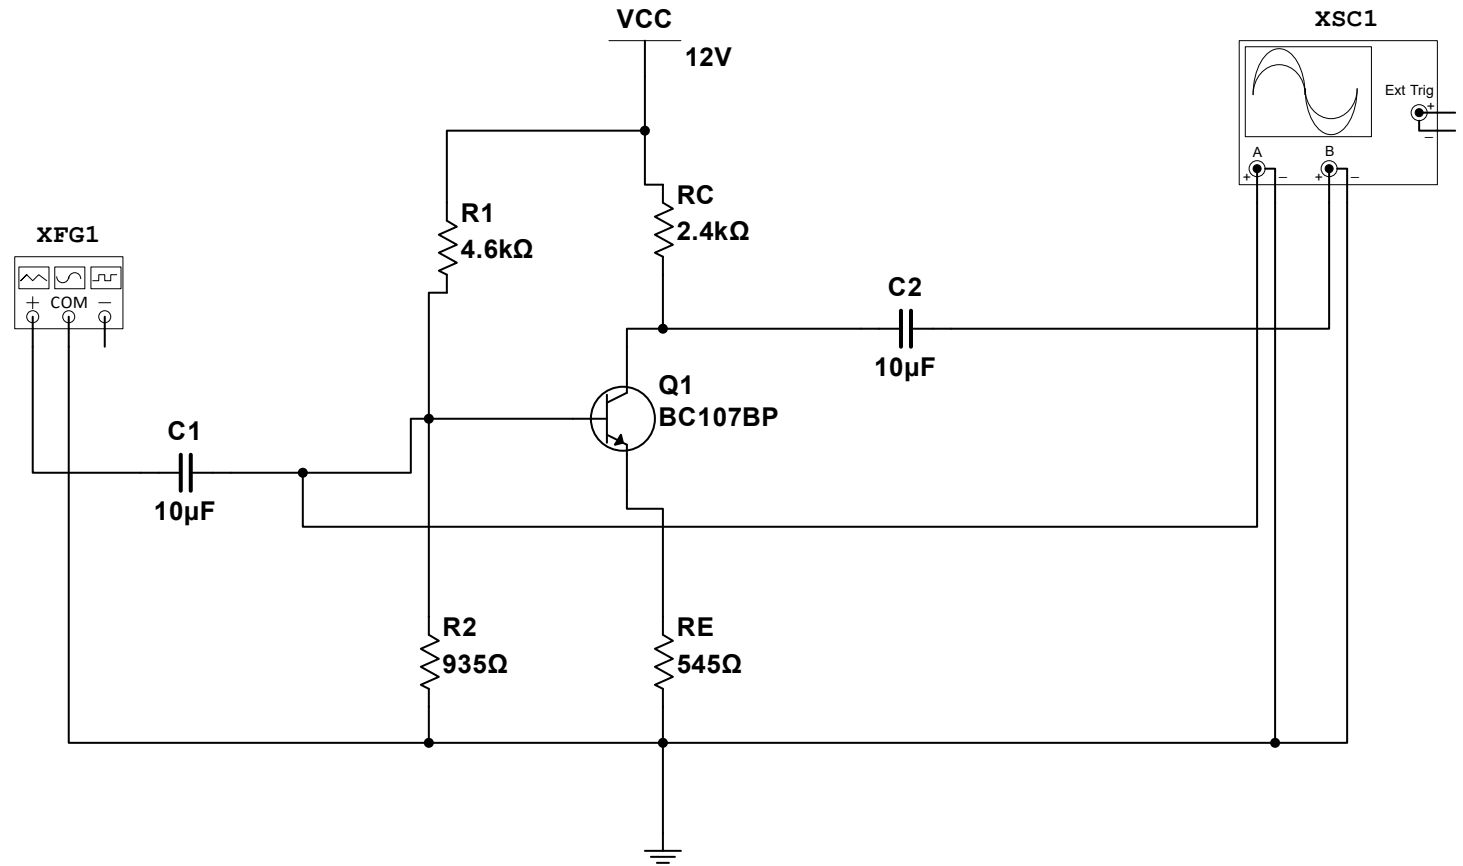 VCC
12V
XSC1
Ext Trig
+
−
A
B
+
−
+
−
R1
4.6kΩ
RC
2.4kΩ
XFG1
+
COM
−
C2
10µF
Q1
BC107BP
C1
10µF
R2
935Ω
RE
545Ω